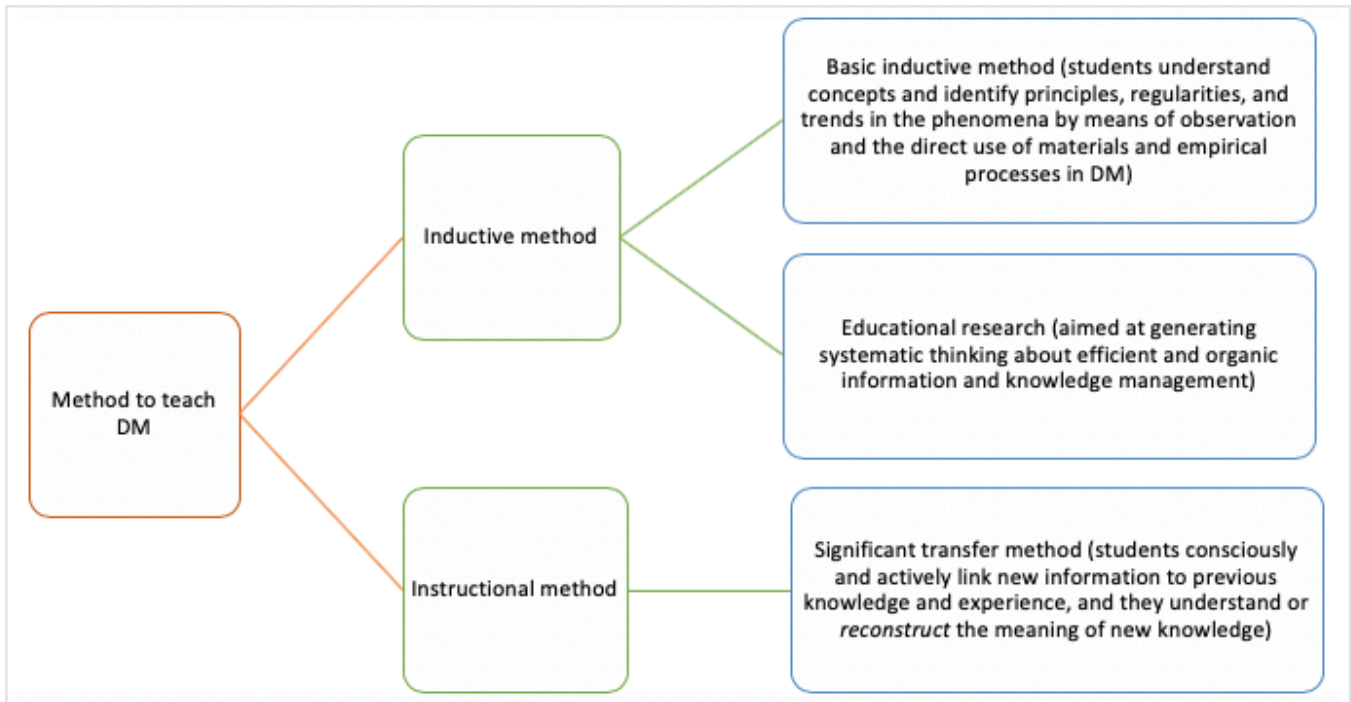 Basic inductive method (students understand
concepts and identify principles, regularities, and
trends in the phenomena by means of observation
and the direct use of materials and empirical
processes in DM)
Inductive method
Educational research (aimed at generating
systematic thinking about efficient and organic
information and knowledge management)
Method to teach
DM
Significant transfer method (students consciously
and actively link new information to previous
knowledge and experience, and they understand or
reconstruct the meaning of new knowledge)
Instructional method